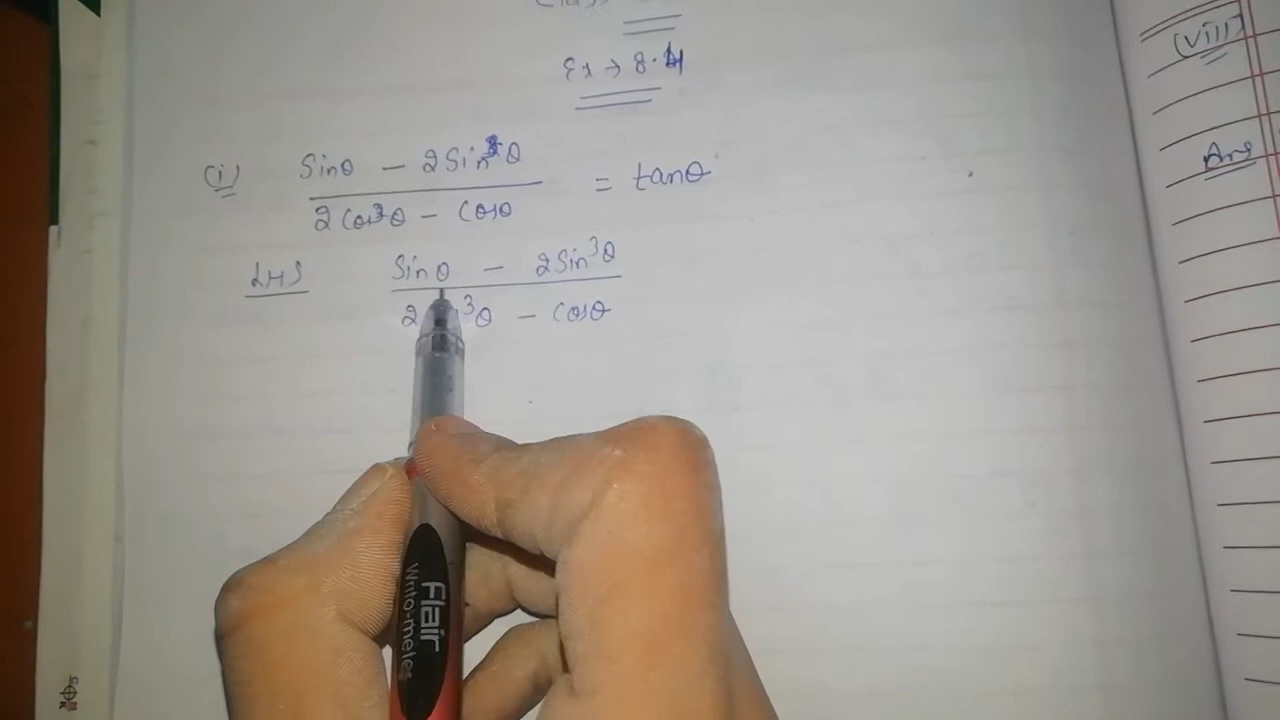 Ex → 8.4
(i) Sinθ – 2Sin³θ
2Cos³θ – Cosθ
= tanθ
LHS
Sinθ – 2Sin³θ
2 ³θ – Cosθ
(viii)
Ans
Flair
Writo-meter